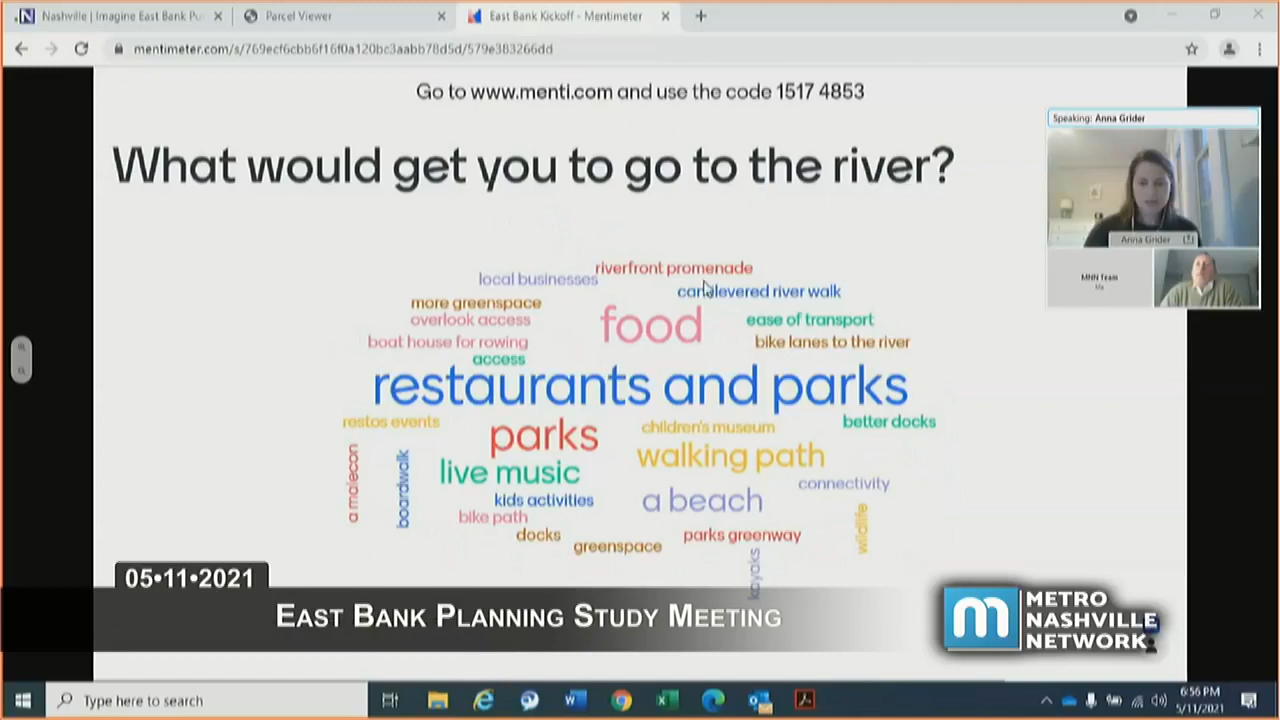 Nashville | Imagine East Bank Pu
Parcel Viewer
East Bank Kickoff - Mentimeter
mentimeter.com/s/769ecf6cbb6f16f0a120bc3aabb78d5d/579e383266dd
Go to www.menti.com and use the code 1517 4853
Speaking: Anna Grider
What would get you to go to the river?
Anna Grider
MNN Team
riverfront promenade
local businesses
cantilevered river walk
more greenspace
overlook access
food
ease of transport
boat house for rowing
bike lanes to the river
access
restaurants and parks
restos events
parks
children's museum
better docks
a malecon
boardwalk
live music
walking path
connectivity
kids activities
a beach
bike path
wildlife
docks
parks greenway
greenspace
kayaks
05•11•2021
EAST BANK PLANNING STUDY MEETING
m
METRO
NASHVILLE
NETWORK
Type here to search
6:56 PM
5/11/2021